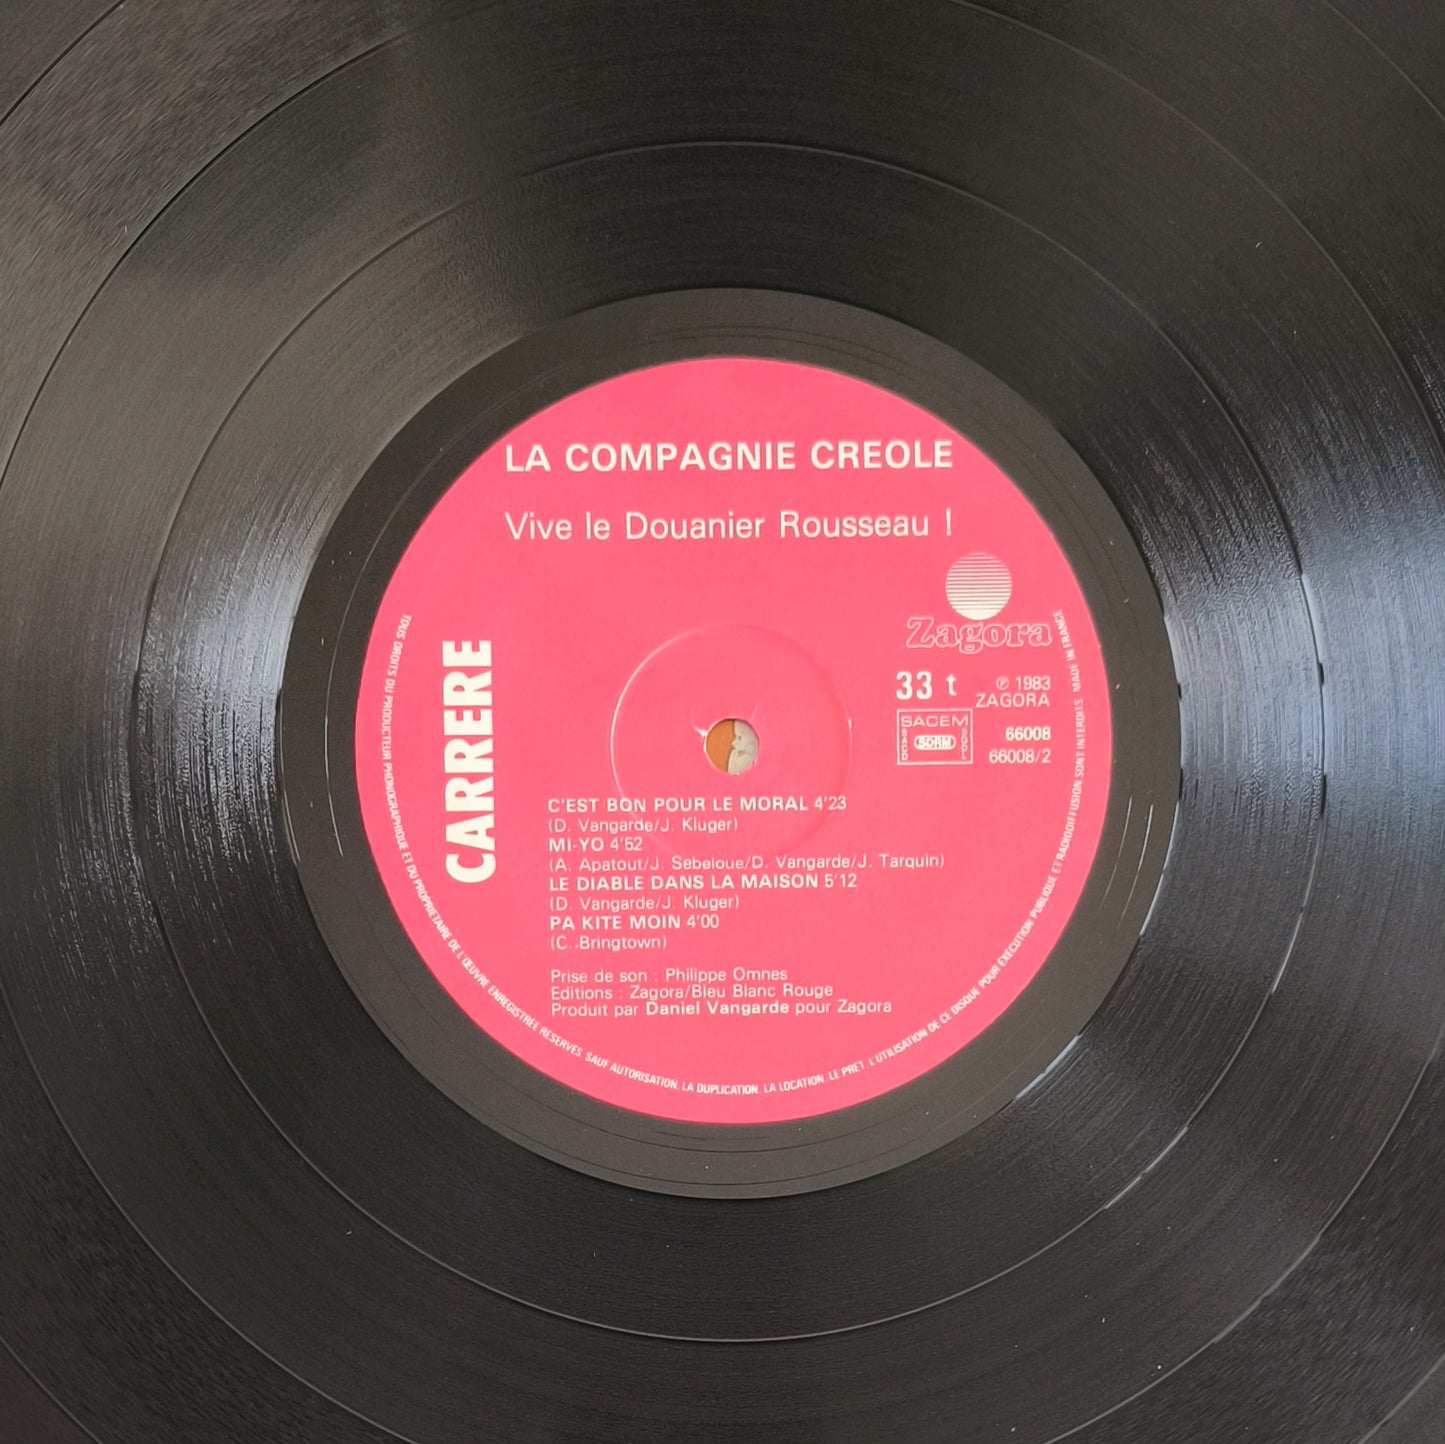 LA COMPAGNIE CREOLE
Vive le Douanier Rousseau !
Zagora
CARRERE
33 t
℗ 1983
ZAGORA
SACEM
SACD
SDRM
SGDL
66008
66008/2
C'EST BON POUR LE MORAL 4'23
(D. Vangarde/J. Kluger)
MI-YO 4'52
(A. Apatout/J. Sebeloue/D. Vangarde/J. Tarquin)
LE DIABLE DANS LA MAISON 5'12
(D. Vangarde/J. Kluger)
PA KITE MOIN 4'00
(C. Bringtown)
Prise de son : Philippe Omnes
Editions : Zagora/Bleu Blanc Rouge
Produit par Daniel Vangarde pour Zagora
TOUS DROITS DU PRODUCTEUR PHONOGRAPHIQUE ET DU PROPRIETAIRE DE L'ŒUVRE ENREGISTREE RESERVES. SAUF AUTORISATION. LA DUPLICATION. LA LOCATION. LE PRET. L'UTILISATION DE CE DISQUE POUR EXECUTION PUBLIQUE ET RADIODIFFUSION SONT INTERDITS. MADE IN FRANCE